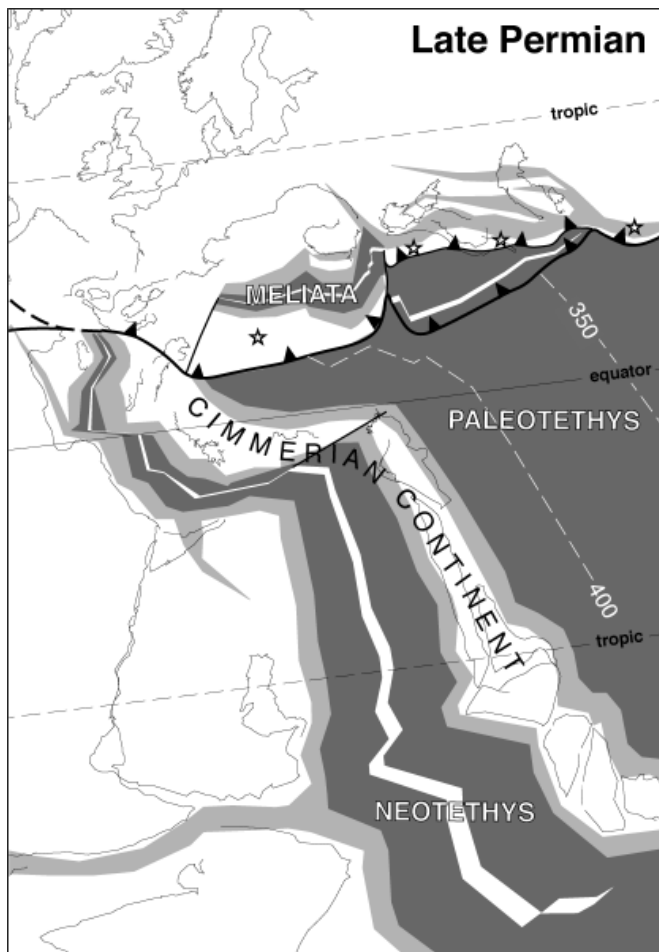 Late Permian
tropic
MELIATA
350
equator
PALEOTETHYS
CIMMERIAN CONTINENT
400
tropic
NEOTETHYS